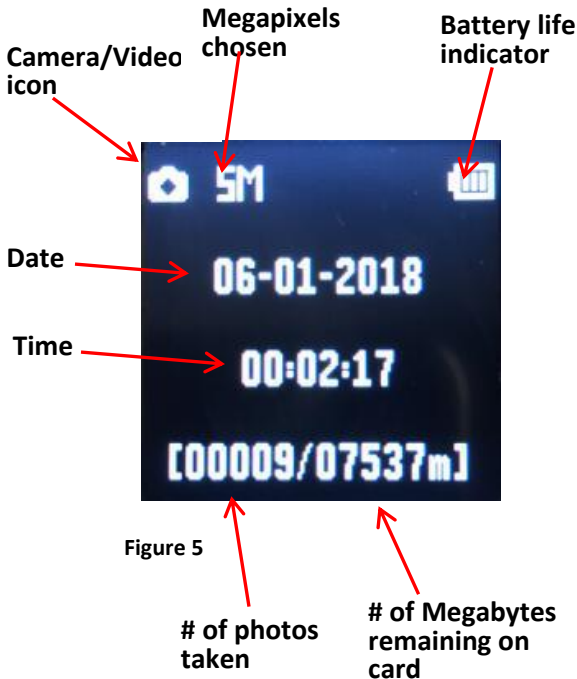 Megapixels
chosen
Battery life
indicator
Camera/Video
icon
5M
Date
06-01-2018
Time
00:02:17
[00009/07537m]
Figure 5
# of photos
taken
# of Megabytes
remaining on
card